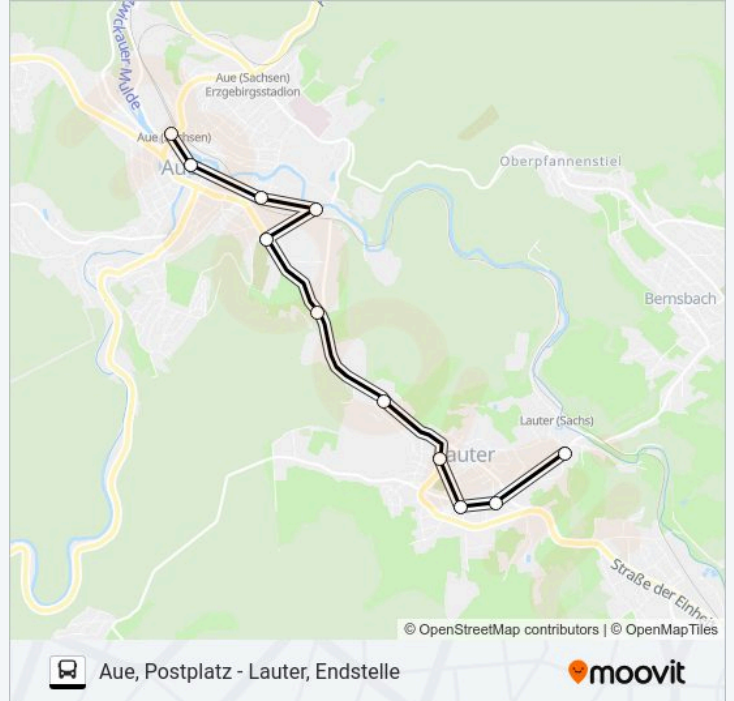 Zwickauer Mulde
Aue (Sachsen)
Erzgebirgsstadion
Aue (Sachsen)
Aue
Oberpfannenstiel
Bernsbach
Lauter (Sachs)
Lauter
Straße der Einheit
© OpenStreetMap contributors | © OpenMapTiles
Aue, Postplatz - Lauter, Endstelle
moovit